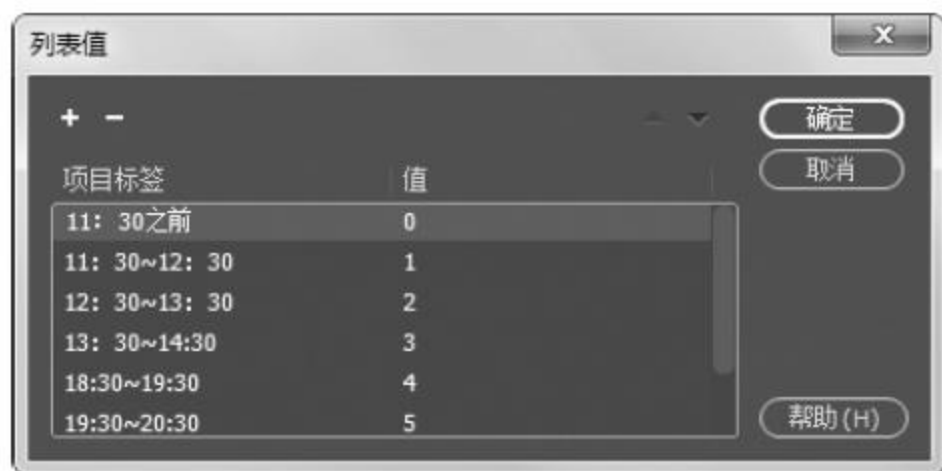 列表值
+ -
确定
取消
项目标签 值
11：30之前 0
11：30~12：30 1
12：30~13：30 2
13：30~14:30 3
18:30~19:30 4
19:30~20:30 5
帮助(H)